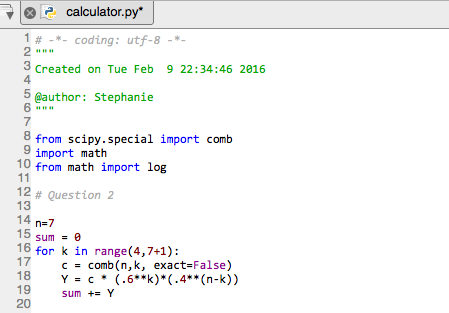 calculator.py*
1 # -*- coding: utf-8 -*-
2 """
3 Created on Tue Feb  9 22:34:46 2016
4
5 @author: Stephanie
6 """
7
8 from scipy.special import comb
9 import math
10 from math import log
11
12 # Question 2
13
14 n=7
15 sum = 0
16 for k in range(4,7+1):
17     c = comb(n,k, exact=False)
18     Y = c * (.6**k)*(.4**(n-k))
19     sum += Y
20